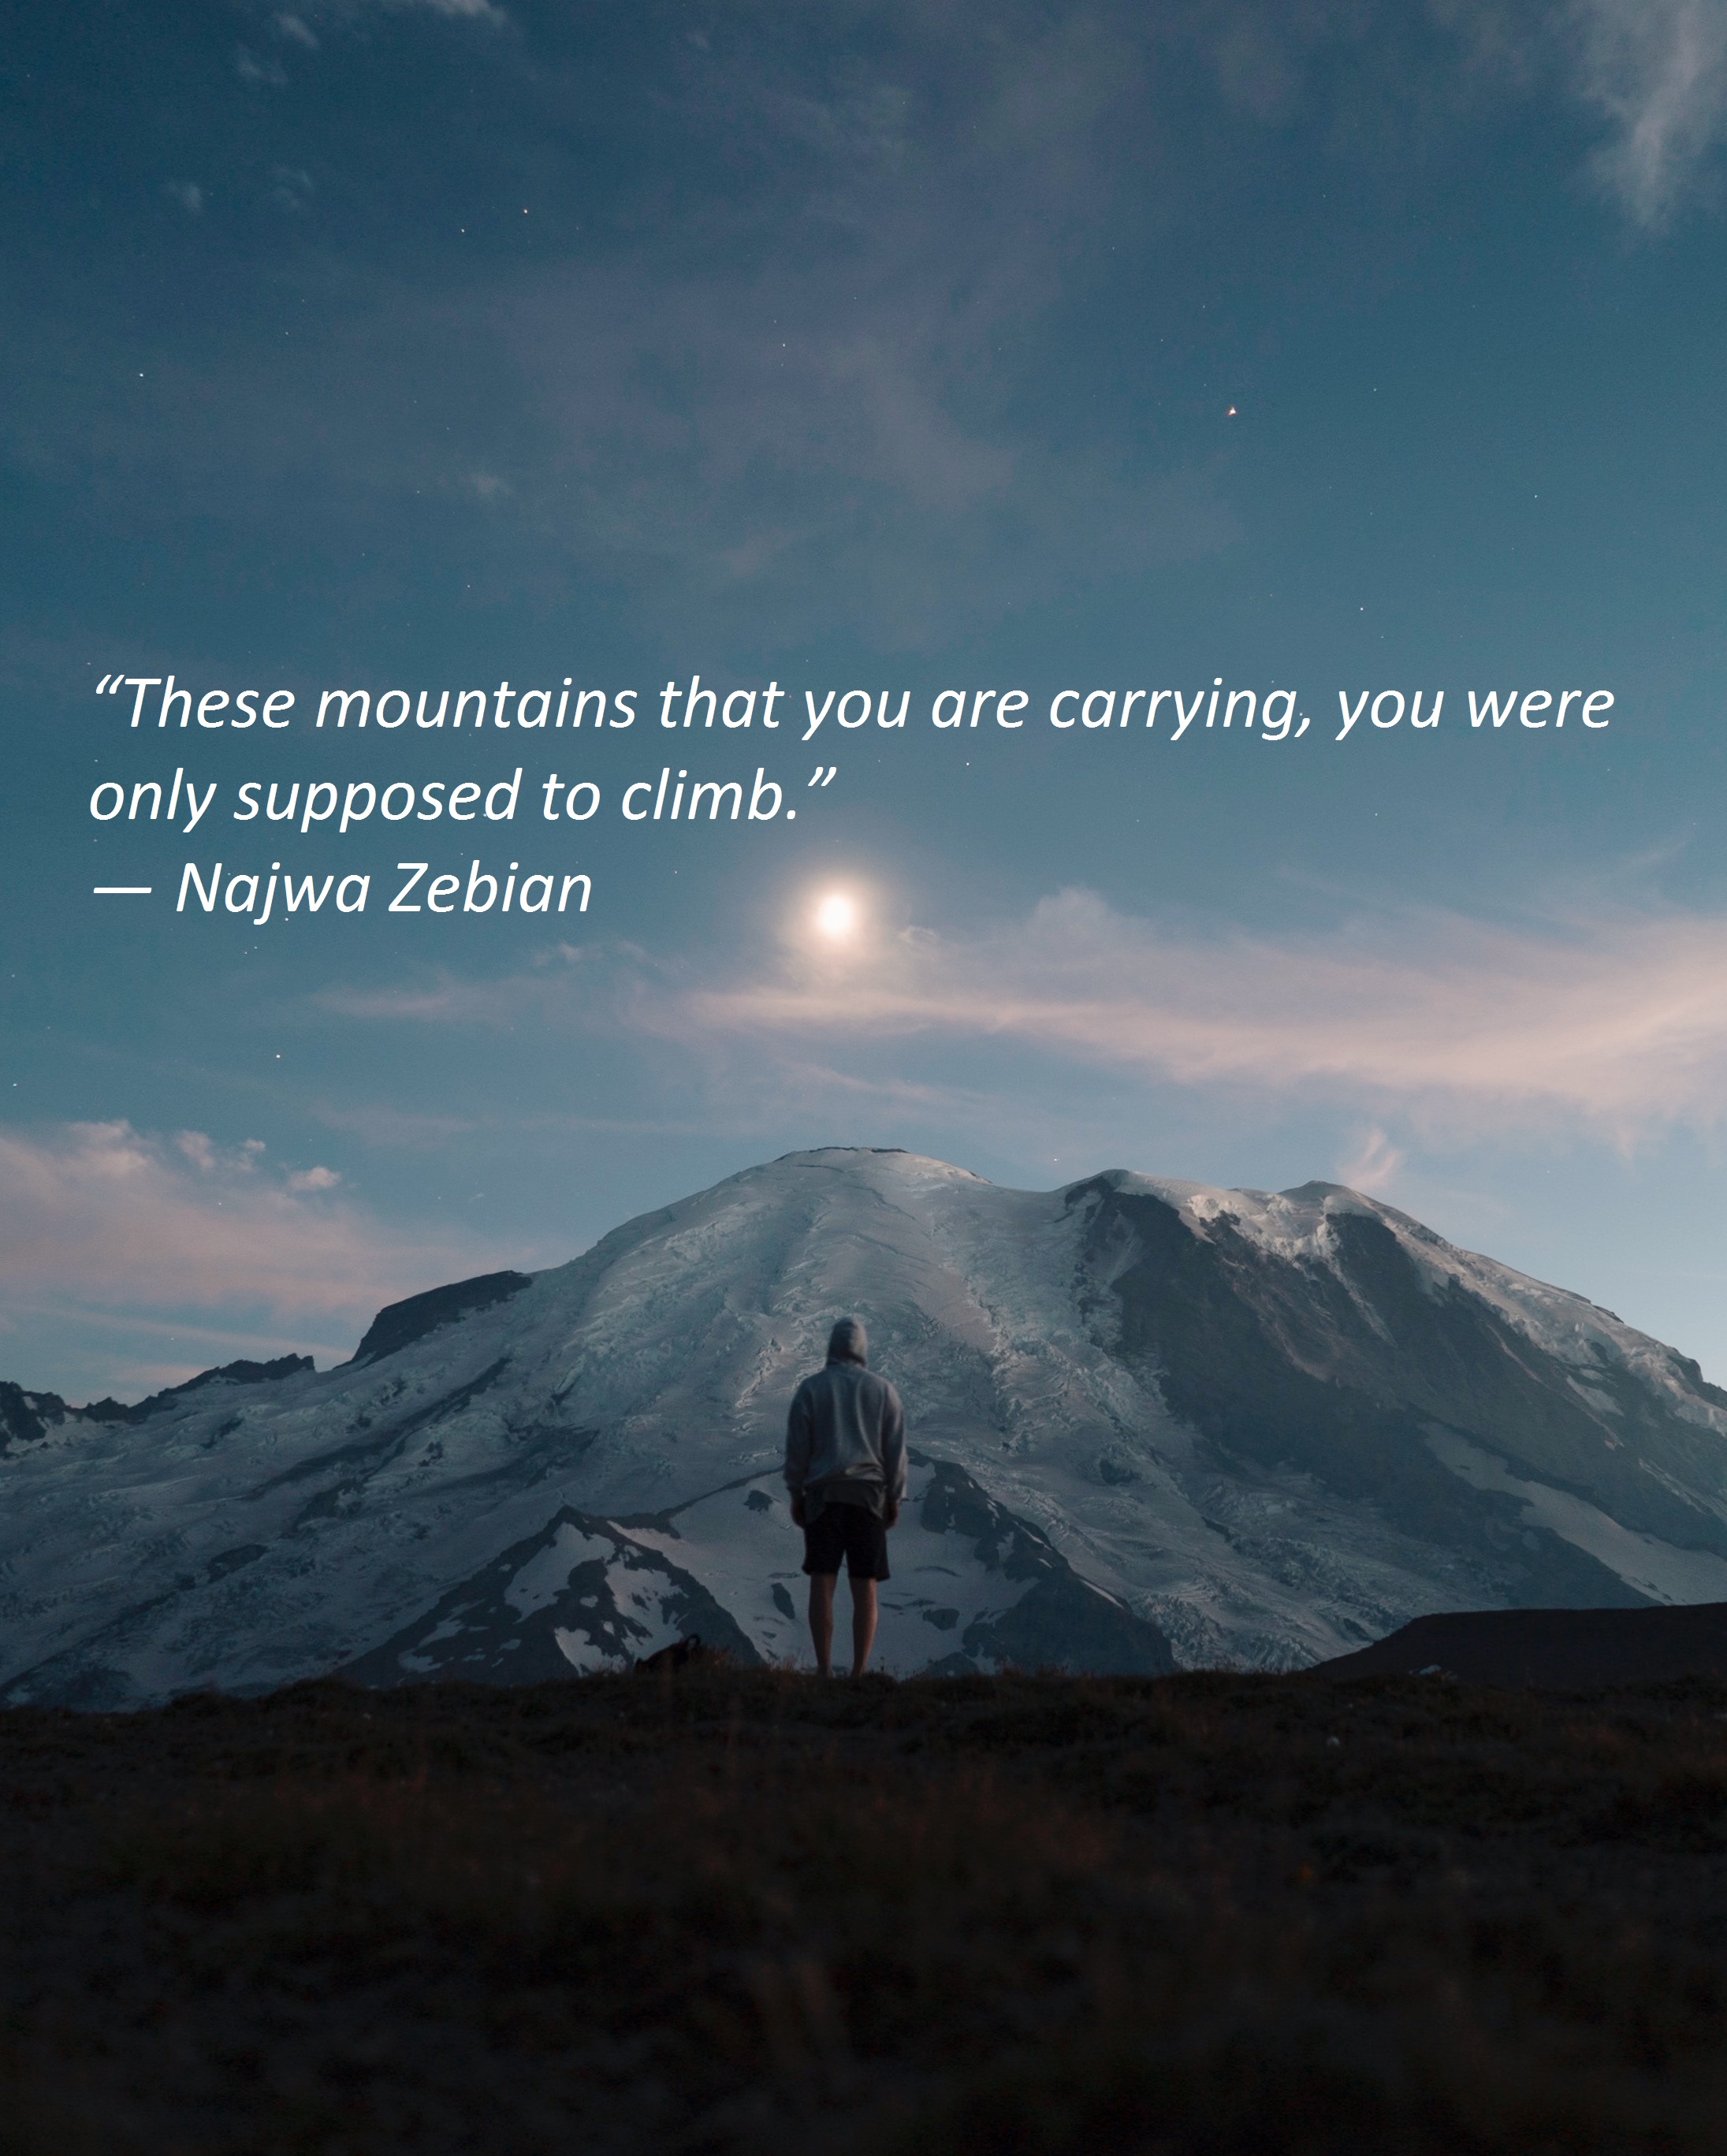 “These mountains that you are carrying, you were
only supposed to climb.”
— Najwa Zebian